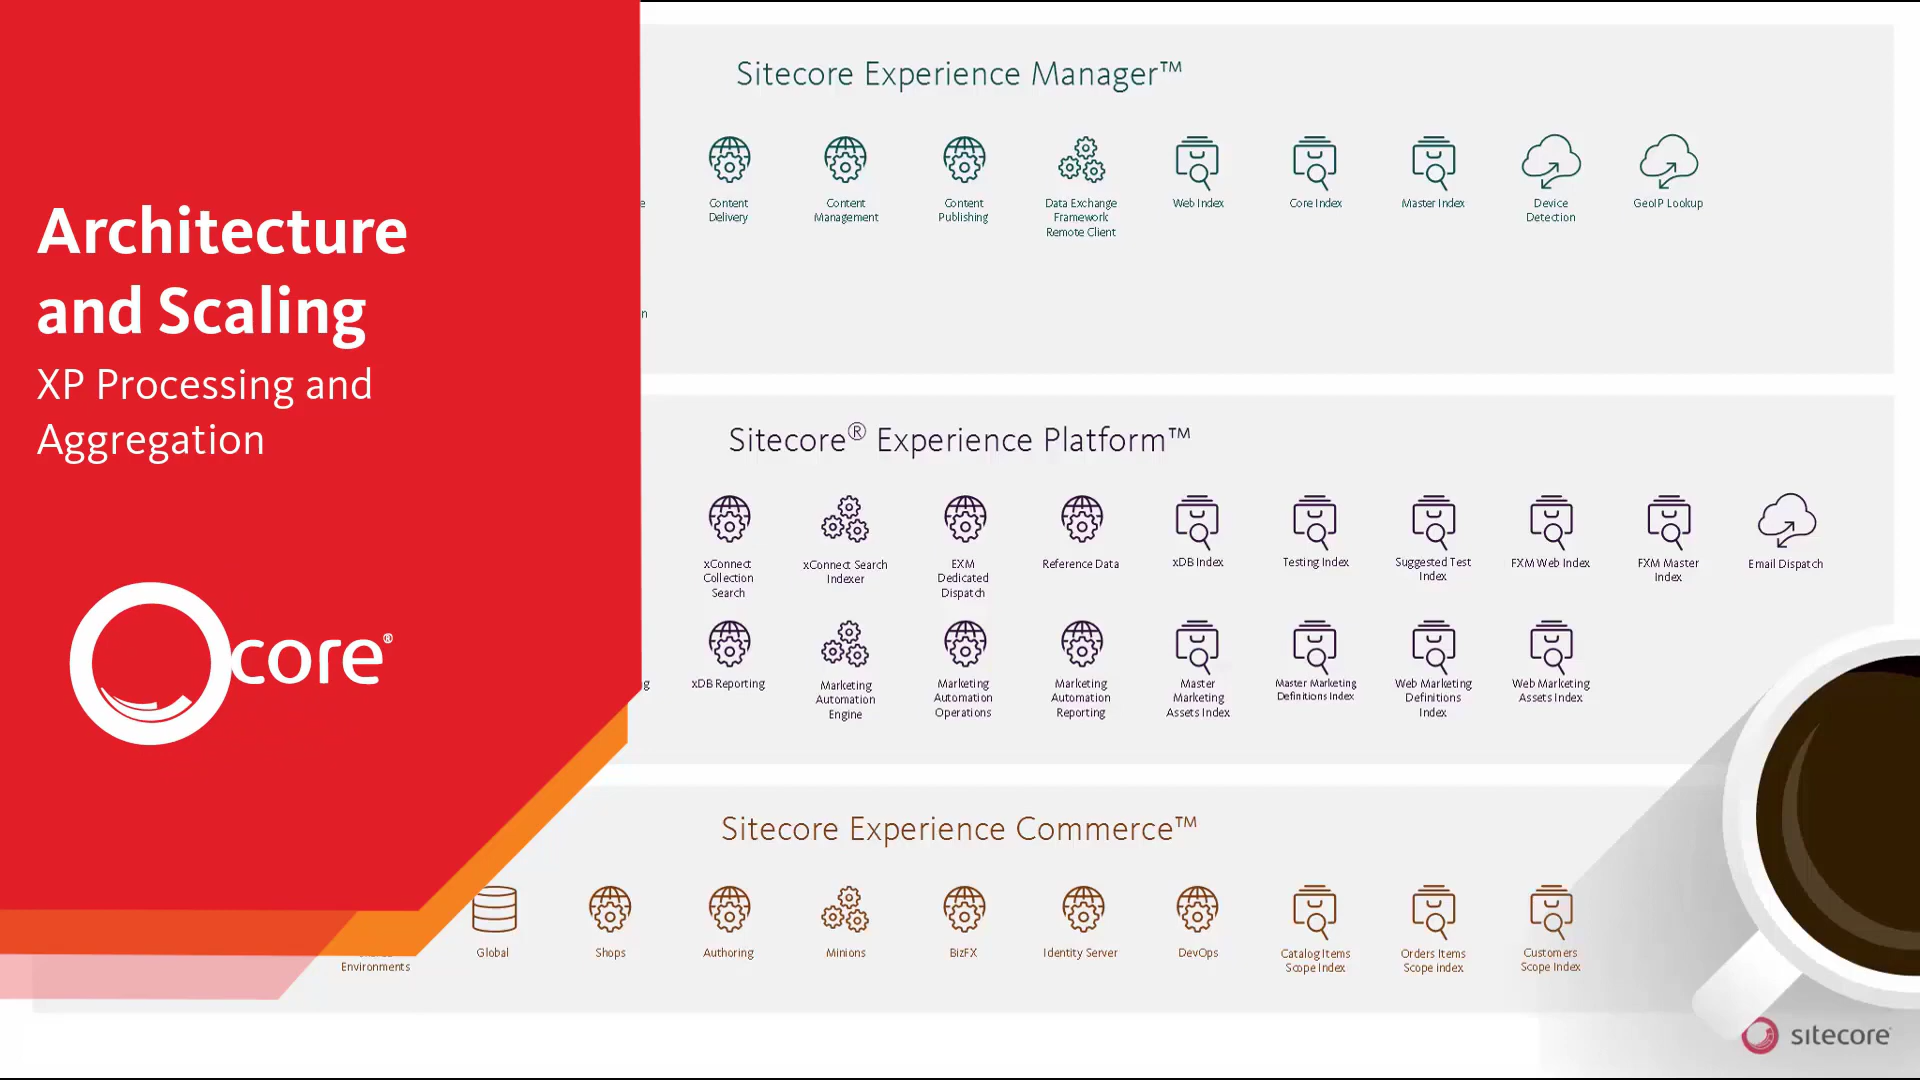 Architecture
and Scaling
XP Processing and
Aggregation
core®
Sitecore Experience Manager™
Content
Delivery
Content
Management
Content
Publishing
Data Exchange
Framework
Remote Client
Web Index
Core Index
Master Index
Device
Detection
GeoIP Lookup
Sitecore® Experience Platform™
xConnect
Collection
Search
xConnect Search
Indexer
EXM
Dedicated
Dispatch
Reference Data
xDB Index
Testing Index
Suggested Test
Index
FXM Web Index
FXM Master
Index
Email Dispatch
xDB Reporting
Marketing
Automation
Engine
Marketing
Automation
Operations
Marketing
Automation
Reporting
Master
Marketing
Assets Index
Master Marketing
Definitions Index
Web Marketing
Definitions
Index
Web Marketing
Assets Index
Sitecore Experience Commerce™
Environments
Global
Shops
Authoring
Minions
BizFX
Identity Server
DevOps
Catalog Items
Scope Index
Orders Items
Scope index
Customers
Scope Index
sitecore